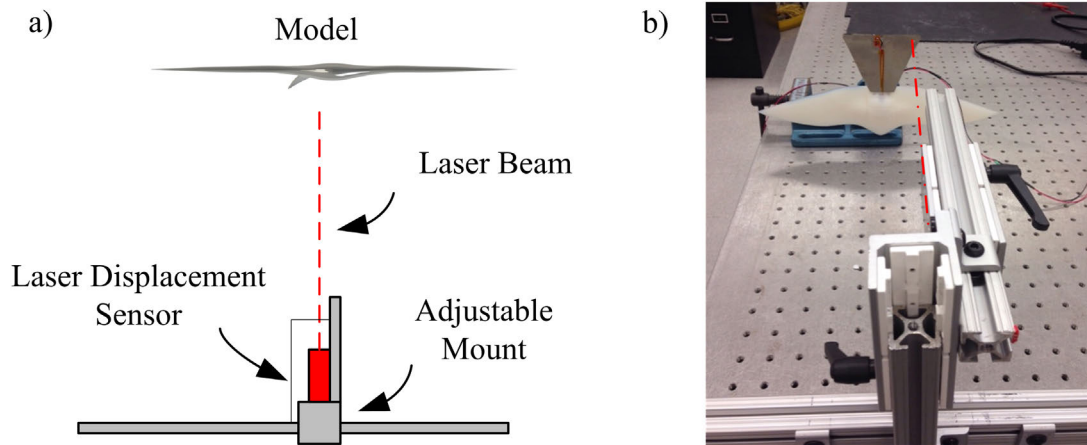 a)
Model
Laser Beam
Laser Displacement
Sensor
Adjustable
Mount
b)